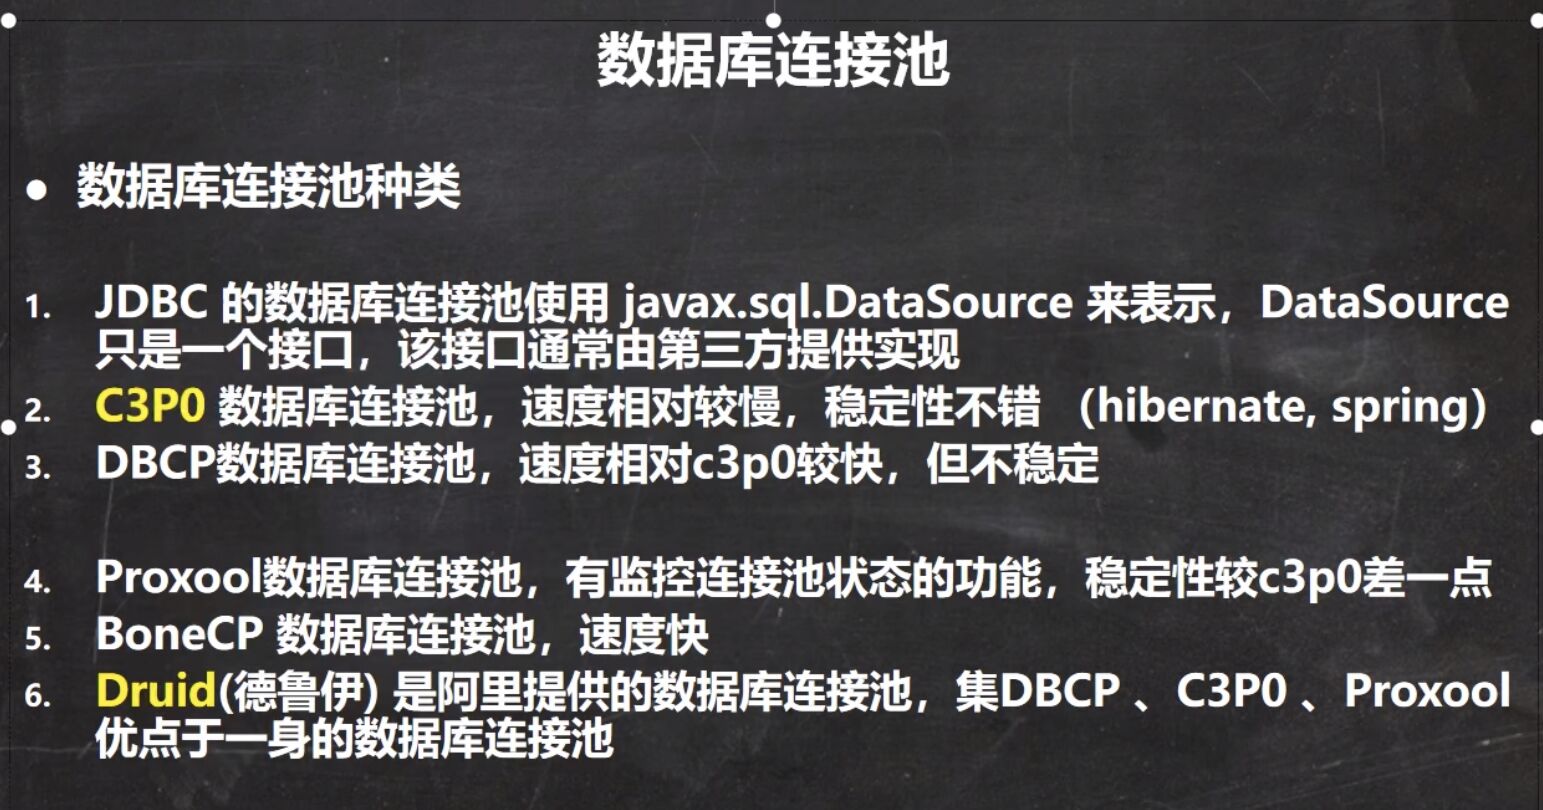 数据库连接池
● 数据库连接池种类
1. JDBC 的数据库连接池使用 javax.sql.DataSource 来表示，DataSource
只是一个接口，该接口通常由第三方提供实现
2. C3P0 数据库连接池，速度相对较慢，稳定性不错 （hibernate, spring）
3. DBCP数据库连接池，速度相对c3p0较快，但不稳定
4. Proxool数据库连接池，有监控连接池状态的功能，稳定性较c3p0差一点
5. BoneCP 数据库连接池，速度快
6. Druid(德鲁伊) 是阿里提供的数据库连接池，集DBCP 、C3P0 、Proxool
优点于一身的数据库连接池